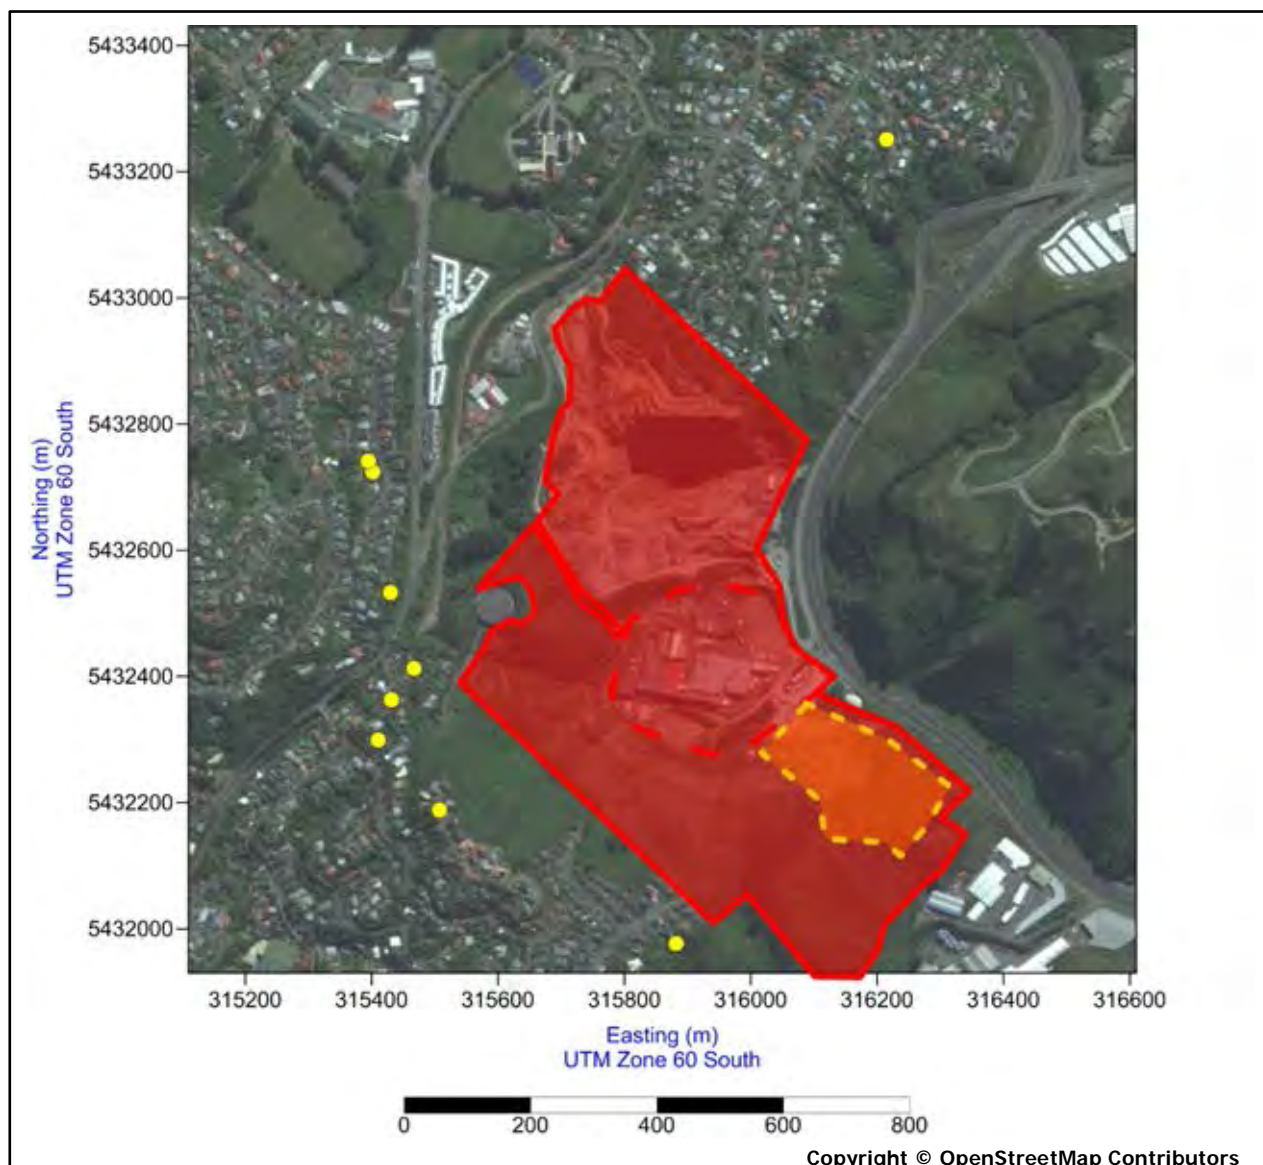 5433400
5433200
5433000
5432800
5432600
5432400
5432200
5432000
Northing (m)
UTM Zone 60 South
315200 315400 315600 315800 316000 316200 316400 316600
Easting (m)
UTM Zone 60 South
0 200 400 600 800
Copyright © OpenStreetMap Contributors